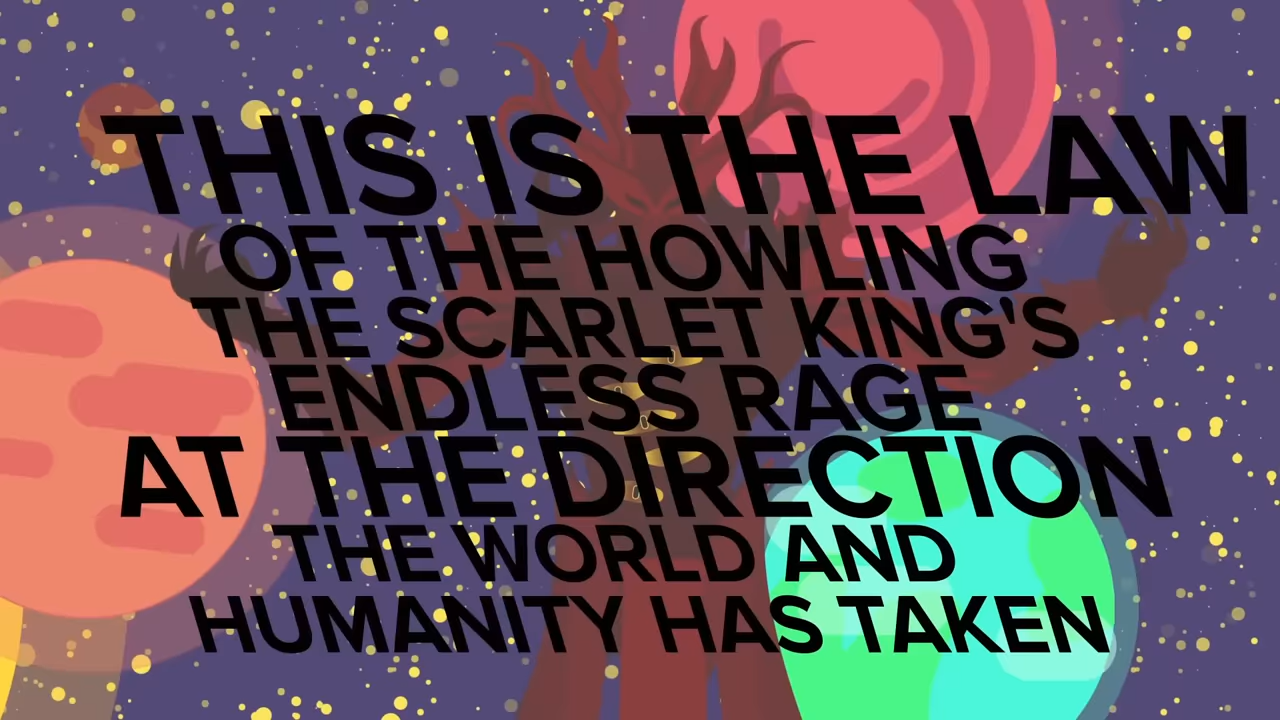 THIS IS THE LAW
OF THE HOWLING
THE SCARLET KING'S
ENDLESS RAGE
AT THE DIRECTION
THE WORLD AND
HUMANITY HAS TAKEN